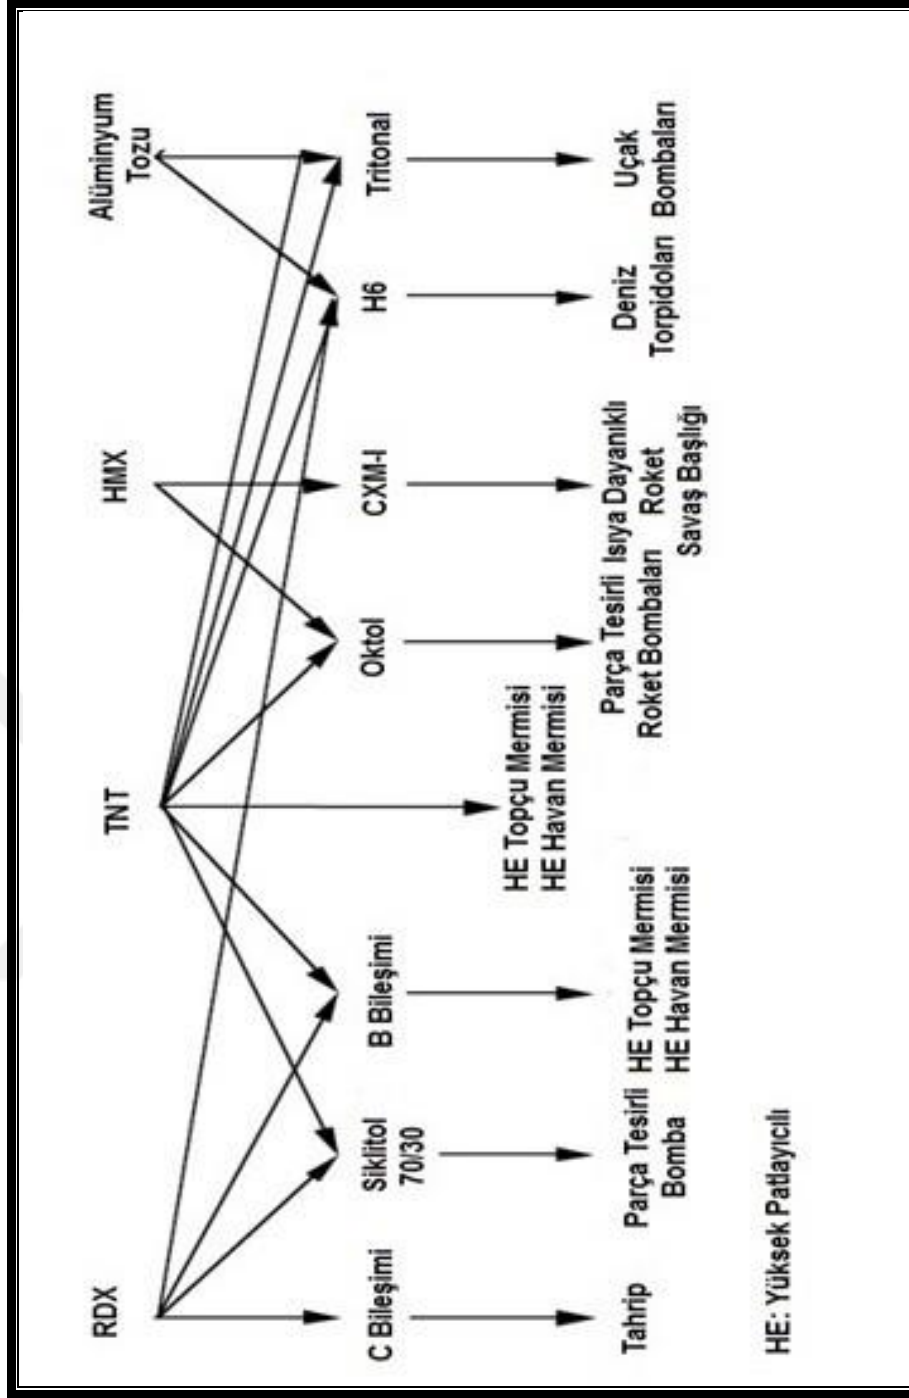 RDX
TNT
HMX
Alüminyum
Tozu
C Bileşimi
Siklitol
70/30
B Bileşimi
Oktol
CXM-I
H6
Tritonal
HE Topçu Mermisi
HE Havan Mermisi
Tahrip
Parça Tesirli
Bomba
HE Topçu Mermisi
HE Havan Mermisi
Parça Tesirli
Roket Bombaları
Isıya Dayanıklı
Roket
Savaş Başlığı
Deniz
Torpidoları
Uçak
Bombaları
HE: Yüksek Patlayıcılı